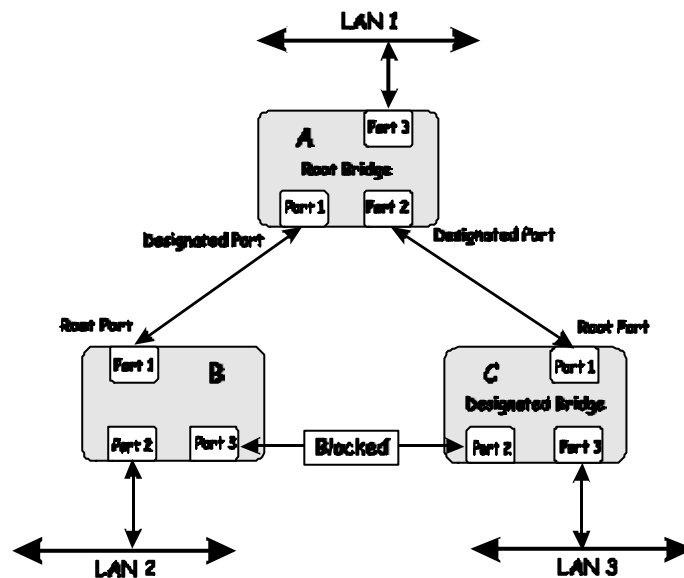 LAN 1
Port 3
A
Root Bridge
Port 1
Port 2
Designated Port
Designated Port
Root Port
Root Port
Port 1
B
C
Port 1
Designated Bridge
Port 2
Port 3
Blocked
Port 2
Port 3
LAN 2
LAN 3